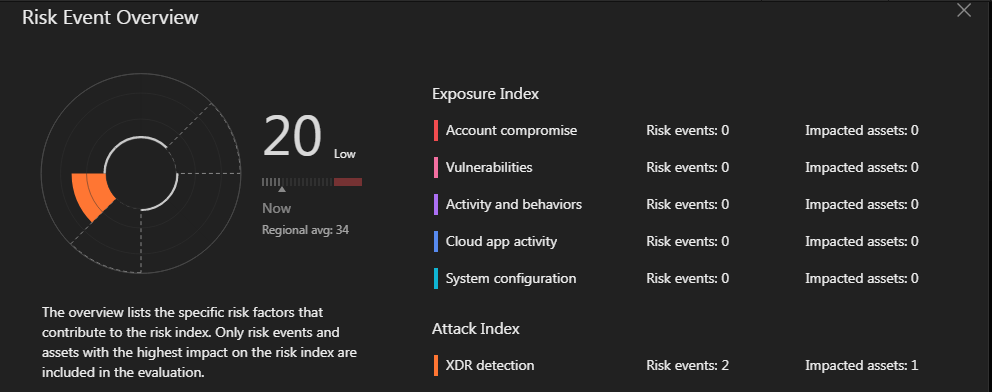 Risk Event Overview
20 Low
Now
Regional avg: 34
The overview lists the specific risk factors that
contribute to the risk index. Only risk events and
assets with the highest impact on the risk index are
included in the evaluation.
Exposure Index
Account compromise Risk events: 0 Impacted assets: 0
Vulnerabilities Risk events: 0 Impacted assets: 0
Activity and behaviors Risk events: 0 Impacted assets: 0
Cloud app activity Risk events: 0 Impacted assets: 0
System configuration Risk events: 0 Impacted assets: 0
Attack Index
XDR detection Risk events: 2 Impacted assets: 1